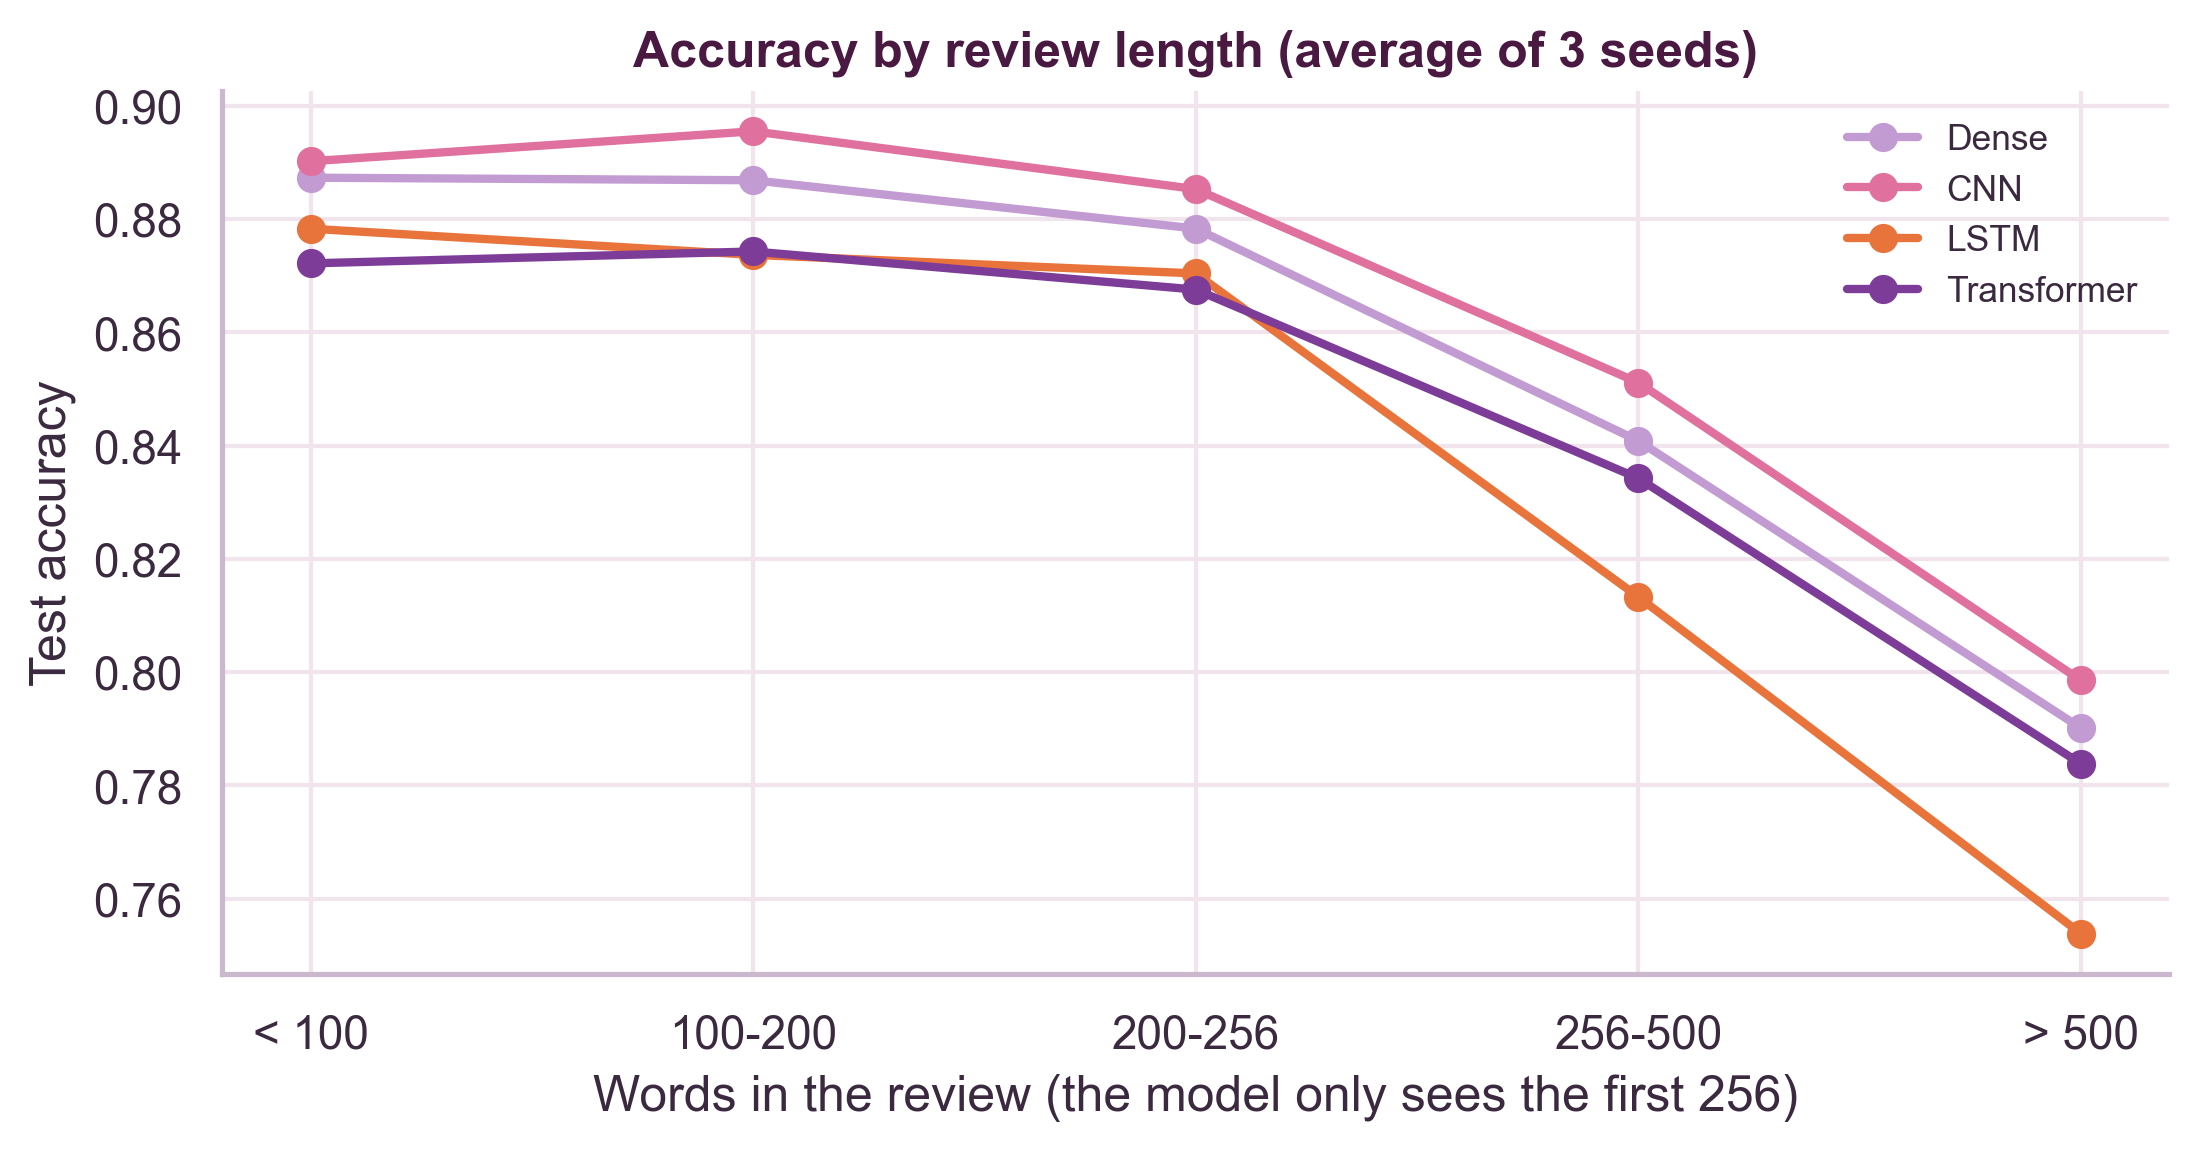 Accuracy by review length (average of 3 seeds)
0.90
0.88
0.86
0.84
0.82
0.80
0.78
0.76
Test accuracy
Dense
CNN
LSTM
Transformer
< 100
100-200
200-256
256-500
> 500
Words in the review (the model only sees the first 256)